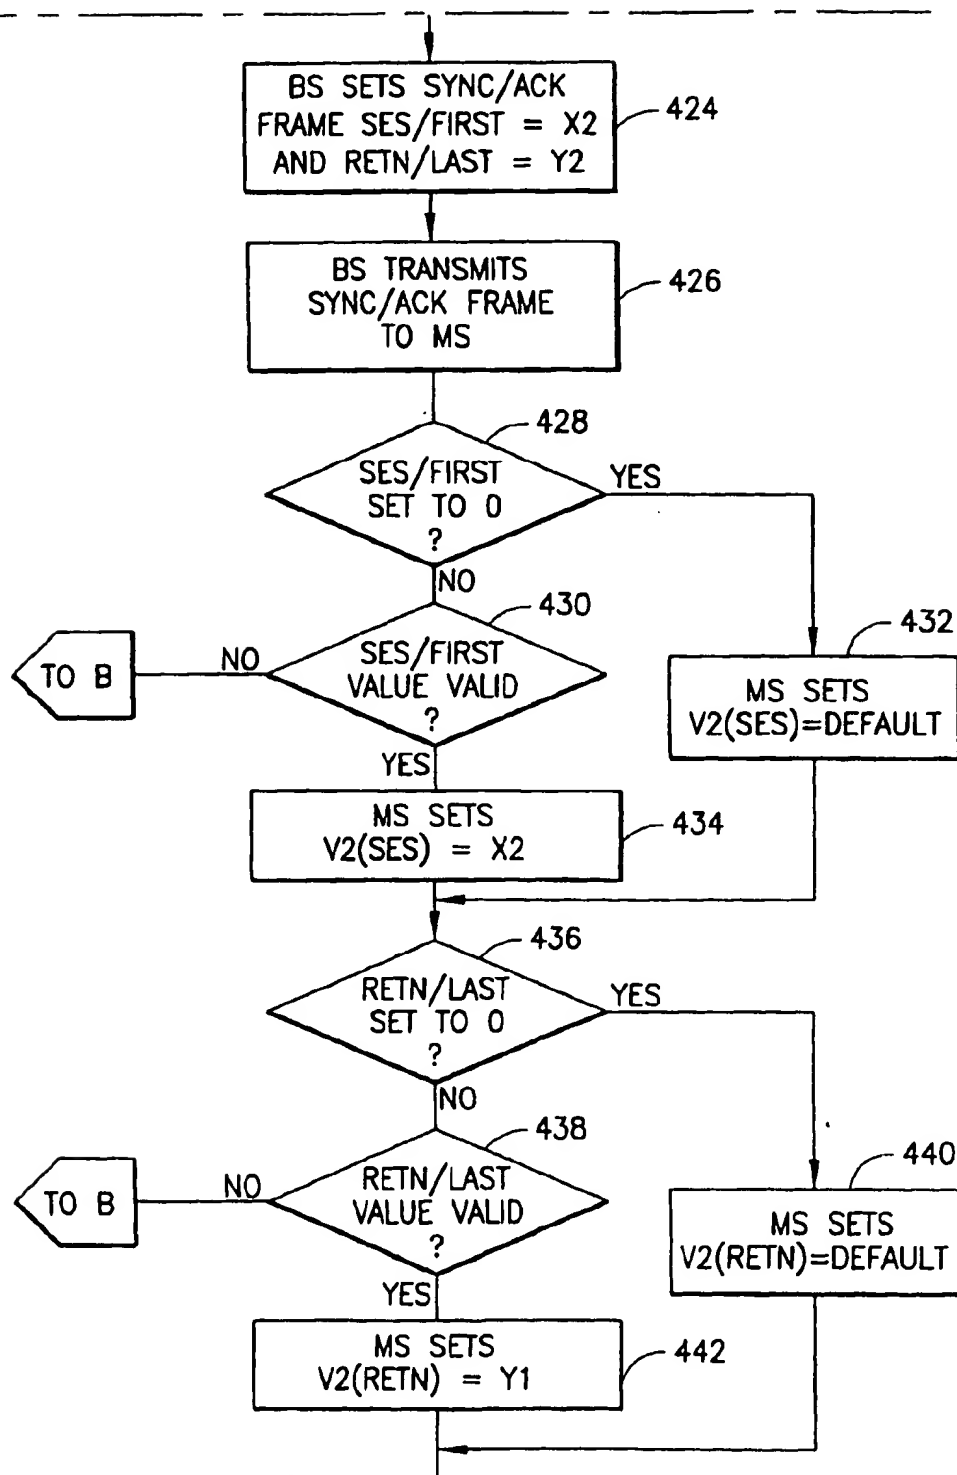 BS SETS SYNC/ACK
FRAME SES/FIRST = X2
AND RETN/LAST = Y2
424
BS TRANSMITS
SYNC/ACK FRAME
TO MS
426
428
SES/FIRST
SET TO 0
?
YES
NO
430
SES/FIRST
VALUE VALID
?
NO
TO B
YES
432
MS SETS
V2(SES)=DEFAULT
MS SETS
V2(SES) = X2
434
436
RETN/LAST
SET TO 0
?
YES
NO
438
RETN/LAST
VALUE VALID
?
NO
TO B
YES
440
MS SETS
V2(RETN)=DEFAULT
MS SETS
V2(RETN) = Y1
442